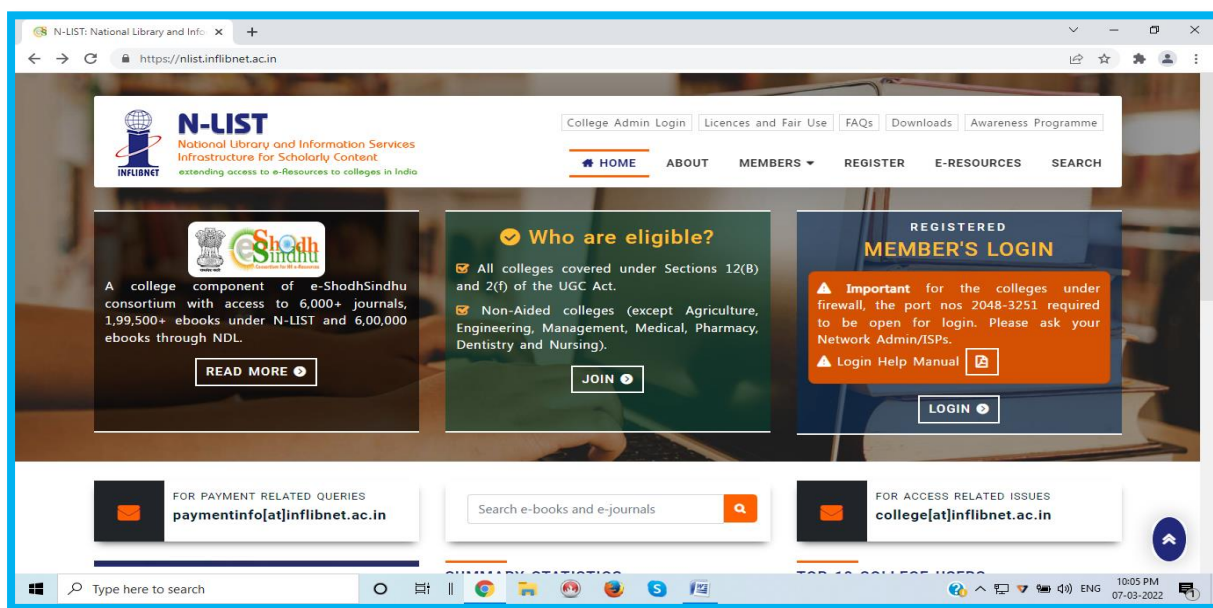 N-LIST: National Library and Info
https://nlist.inflibnet.ac.in
INFLIBNET
N-LIST
National Library and Information Services
Infrastructure for Scholarly Content
extending access to e-Resources to colleges in India
College Admin Login
Licences and Fair Use
FAQs
Downloads
Awareness Programme
HOME
ABOUT
MEMBERS
REGISTER
E-RESOURCES
SEARCH
e Shodh
Sindhu
A college component of e-ShodhSindhu
consortium with access to 6,000+ journals,
1,99,500+ ebooks under N-LIST and 6,00,000
ebooks through NDL.
READ MORE
Who are eligible?
All colleges covered under Sections 12(B)
and 2(f) of the UGC Act.
Non-Aided colleges (except Agriculture,
Engineering, Management, Medical, Pharmacy,
Dentistry and Nursing).
JOIN
REGISTERED
MEMBER'S LOGIN
Important for the colleges under
firewall, the port nos 2048-3251 required
to be open for login. Please ask your
Network Admin/ISPs.
Login Help Manual
LOGIN
FOR PAYMENT RELATED QUERIES
paymentinfo[at]inflibnet.ac.in
Search e-books and e-journals
FOR ACCESS RELATED ISSUES
college[at]inflibnet.ac.in
SUMMARY STATISTICS
TOP 10 COLLEGE USERS
Type here to search
ENG
10:05 PM
07-03-2022